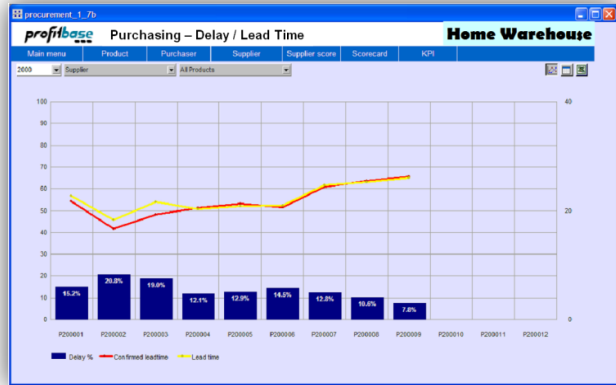 procurement_1_7b
profitbase Purchasing – Delay / Lead Time Home Warehouse
Main menu Product Purchaser Supplier Supplier score Scorecard KPI
2000 Supplier All Products
100 40
90
80
70
60
50 20
40
30
20
10
0 0
15.2% 20.8% 19.0% 12.1% 12.9% 14.5% 12.8% 10.6% 7.8%
P200001 P200002 P200003 P200004 P200005 P200006 P200007 P200008 P200009 P200010 P200011 P200012
Delay % Confirmed leadtime Lead time